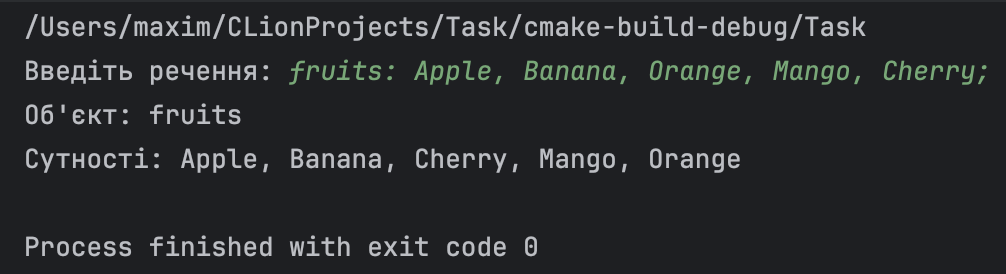 /Users/maxim/CLionProjects/Task/cmake-build-debug/Task
Введіть речення: fruits: Apple, Banana, Orange, Mango, Cherry;
Об'єкт: fruits
Сутності: Apple, Banana, Cherry, Mango, Orange
Process finished with exit code 0